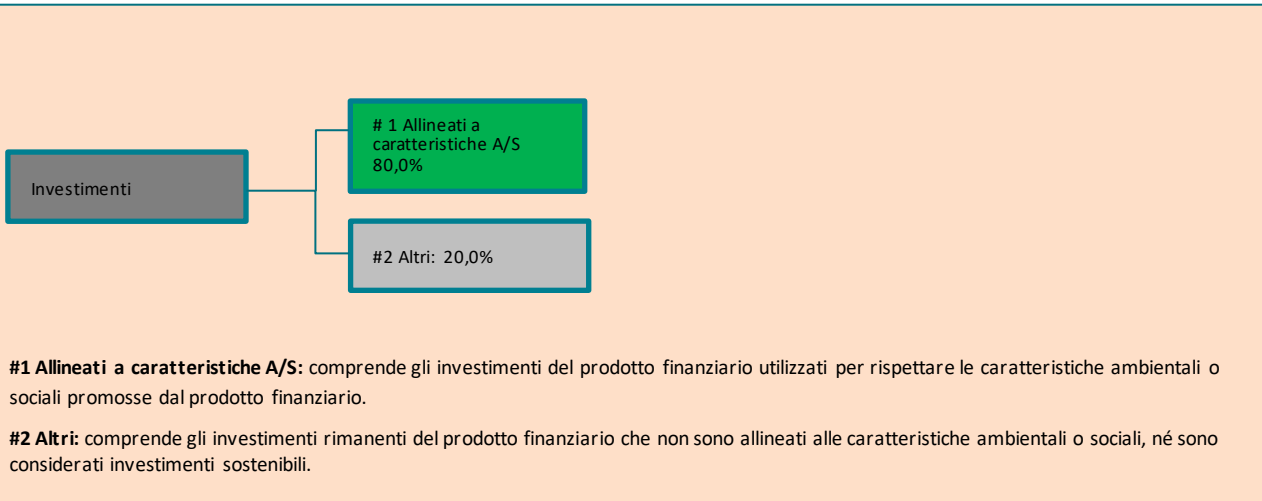 # 1 Allineati a
caratteristiche A/S
80,0%
Investimenti
#2 Altri: 20,0%
#1 Allineati a caratteristiche A/S: comprende gli investimenti del prodotto finanziario utilizzati per rispettare le caratteristiche ambientali o
sociali promosse dal prodotto finanziario.
#2 Altri: comprende gli investimenti rimanenti del prodotto finanziario che non sono allineati alle caratteristiche ambientali o sociali, né sono
considerati investimenti sostenibili.